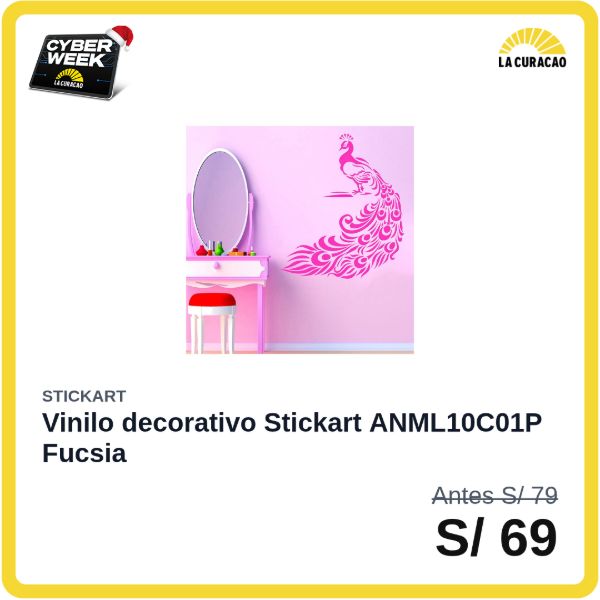 CYBER
WEEK
LA CURACAO
LA CURACAO
STICKART
Vinilo decorativo Stickart ANML10C01P
Fucsia
Antes S/ 79
S/ 69